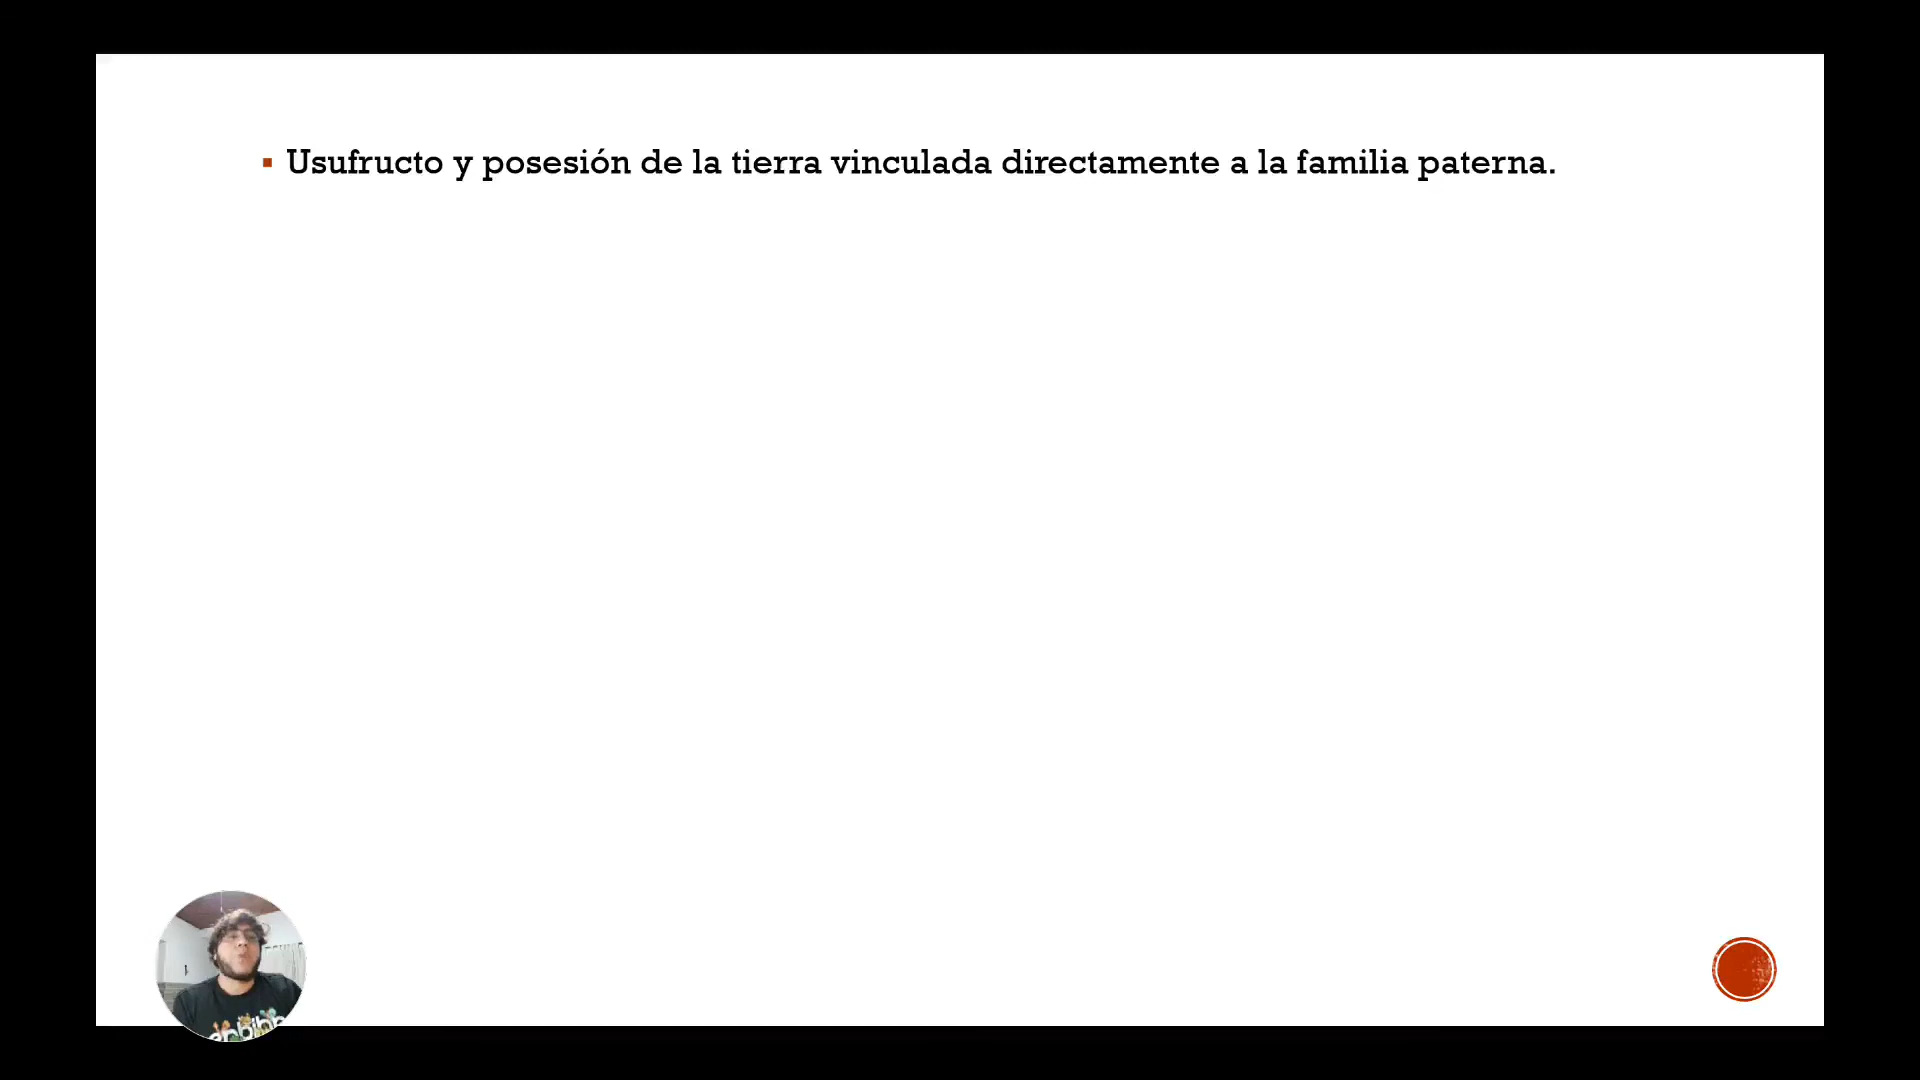 Usufructo y posesión de la tierra vinculada directamente a la familia paterna.